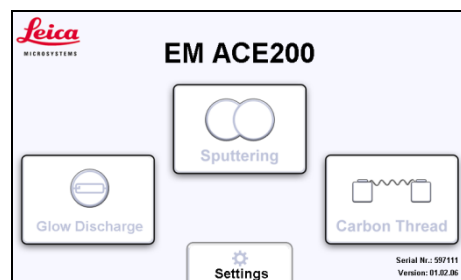 Leica
MICROSYSTEMS
EM ACE200
Sputtering
Glow Discharge
Carbon Thread
Settings
Serial Nr.: 597111
Version: 01.02.06